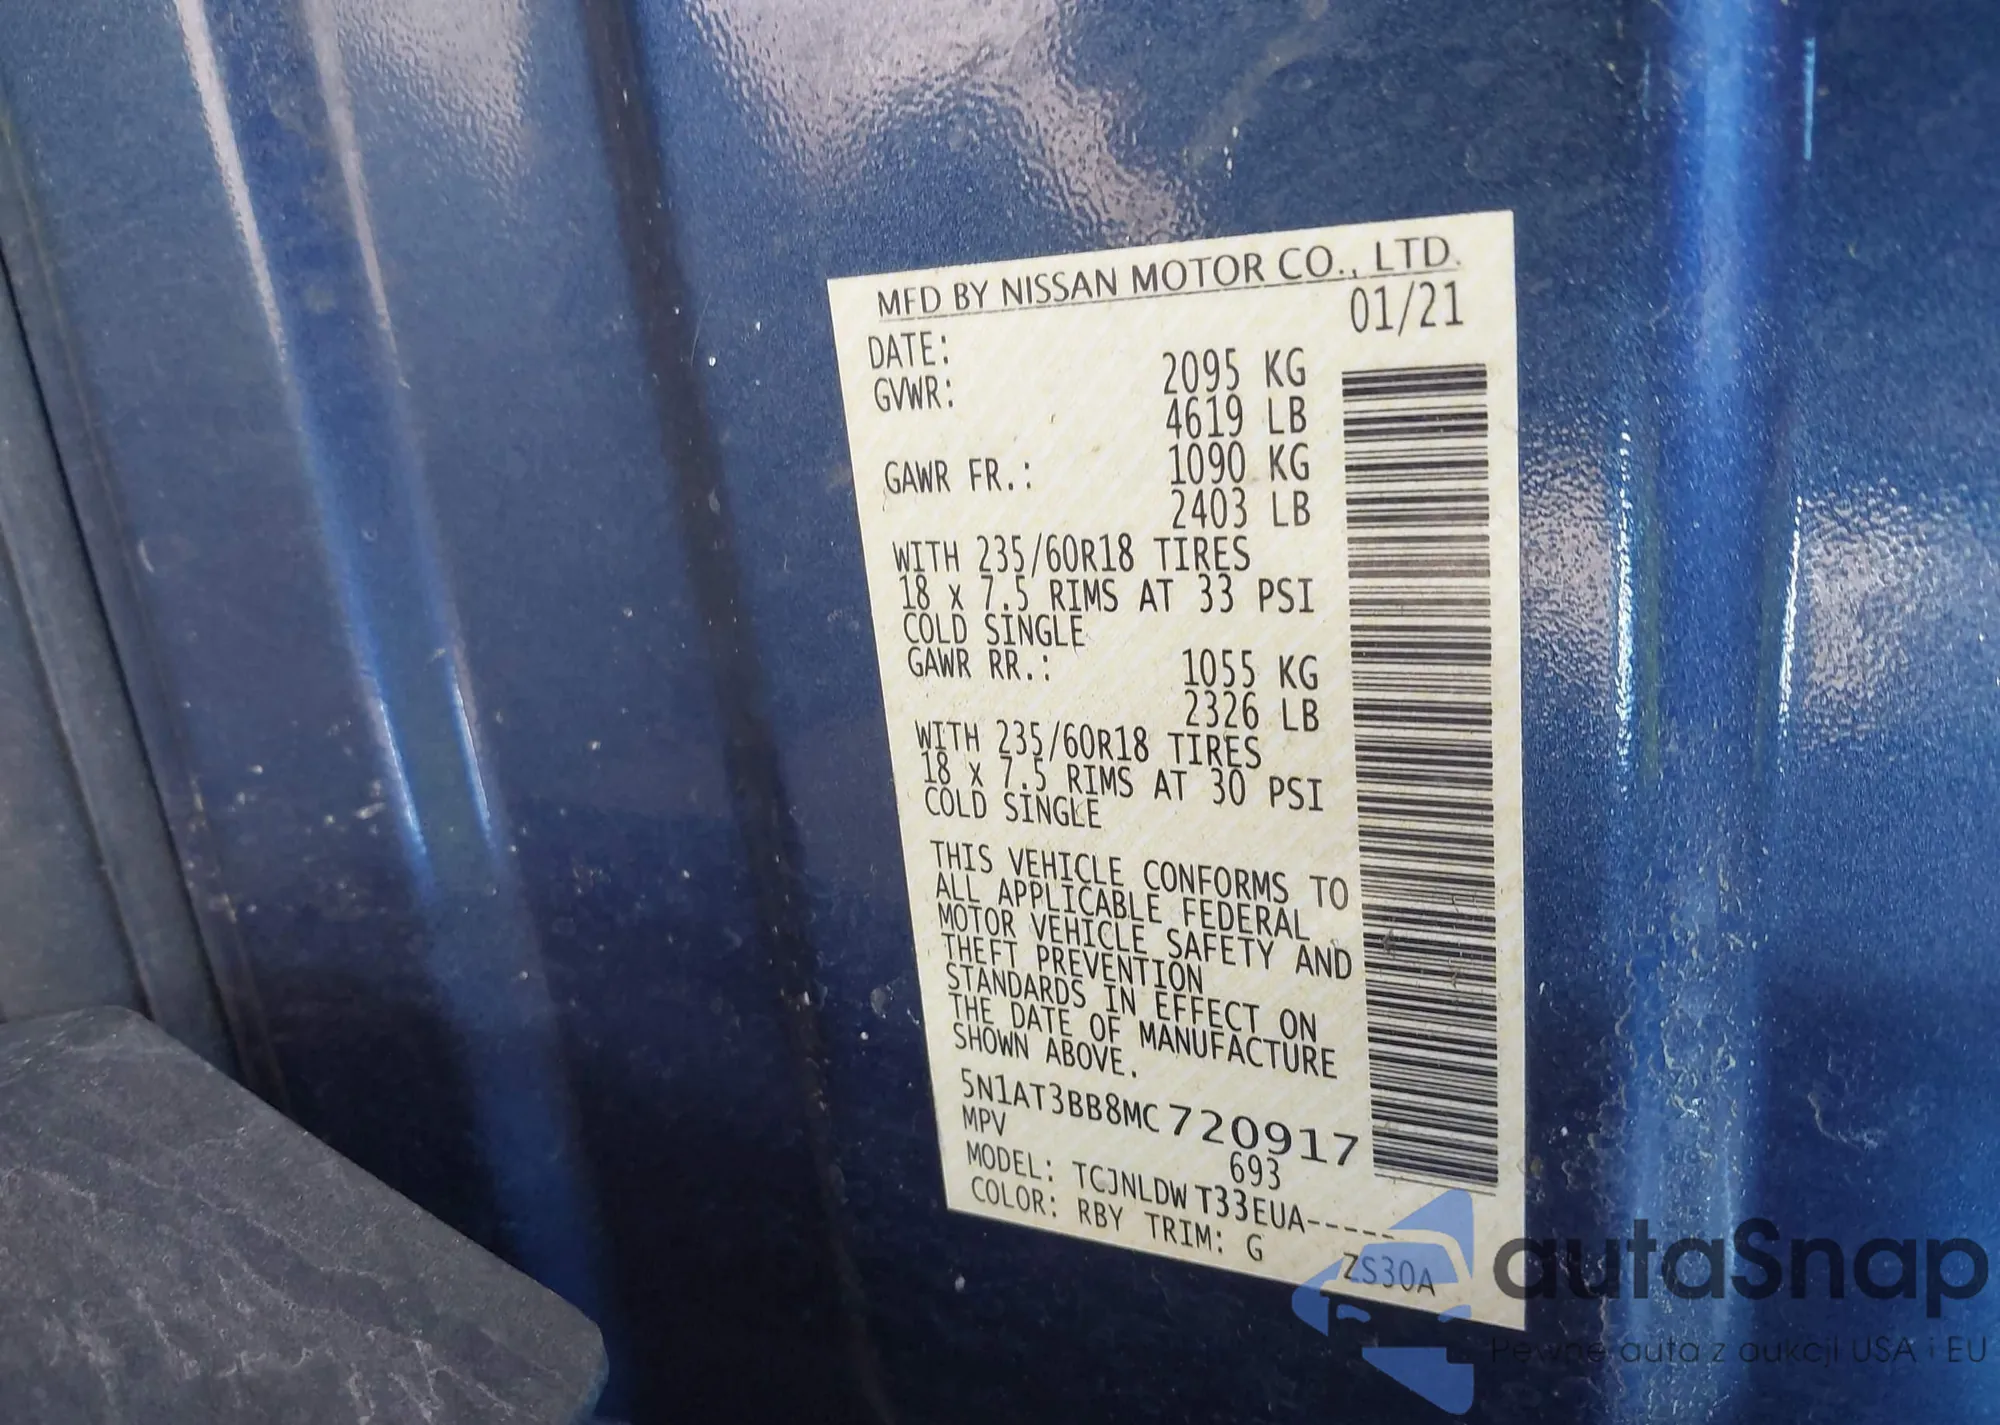 MFD BY NISSAN MOTOR CO., LTD.
DATE: 01/21
GVWR: 2095 KG
4619 LB
GAWR FR.: 1090 KG
2403 LB
WITH 235/60R18 TIRES
18 x 7.5 RIMS AT 33 PSI
COLD SINGLE
GAWR RR.: 1055 KG
2326 LB
WITH 235/60R18 TIRES
18 x 7.5 RIMS AT 30 PSI
COLD SINGLE
THIS VEHICLE CONFORMS TO
ALL APPLICABLE FEDERAL
MOTOR VEHICLE SAFETY AND
THEFT PREVENTION
STANDARDS IN EFFECT ON
THE DATE OF MANUFACTURE
SHOWN ABOVE.
5N1AT3BB8MC720917
MPV 693
MODEL: TCJNLDW T33EUA-----
COLOR: RBY TRIM: G ZS30A
autoSnap
Pewne auta z aukcji USA i EU